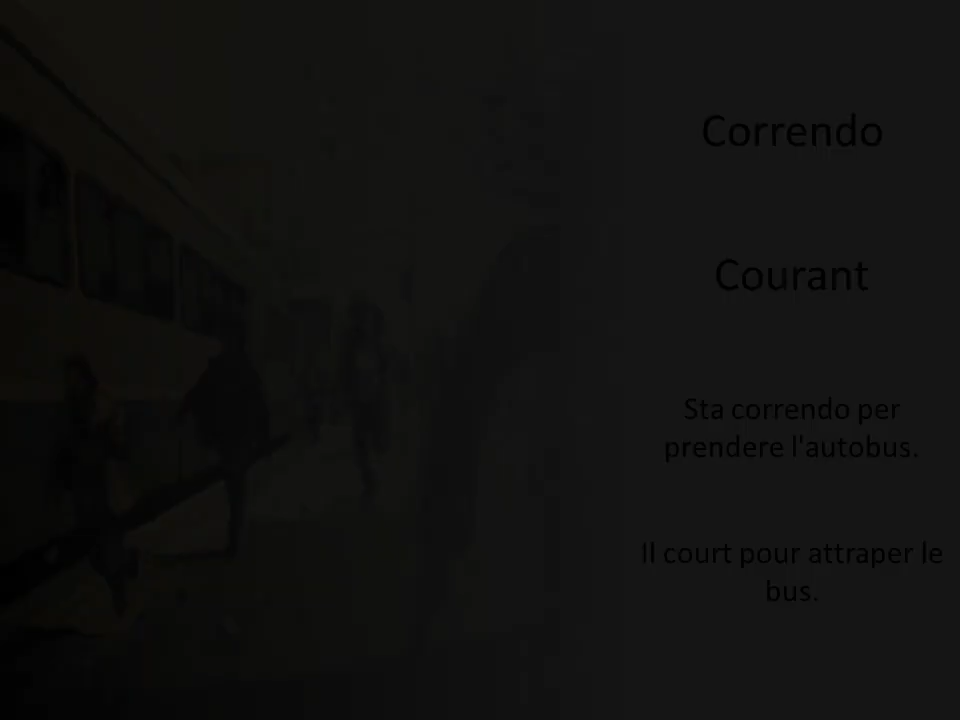 Correndo
Courant
Sta correndo per
prendere l'autobus.
Il court pour attraper le
bus.